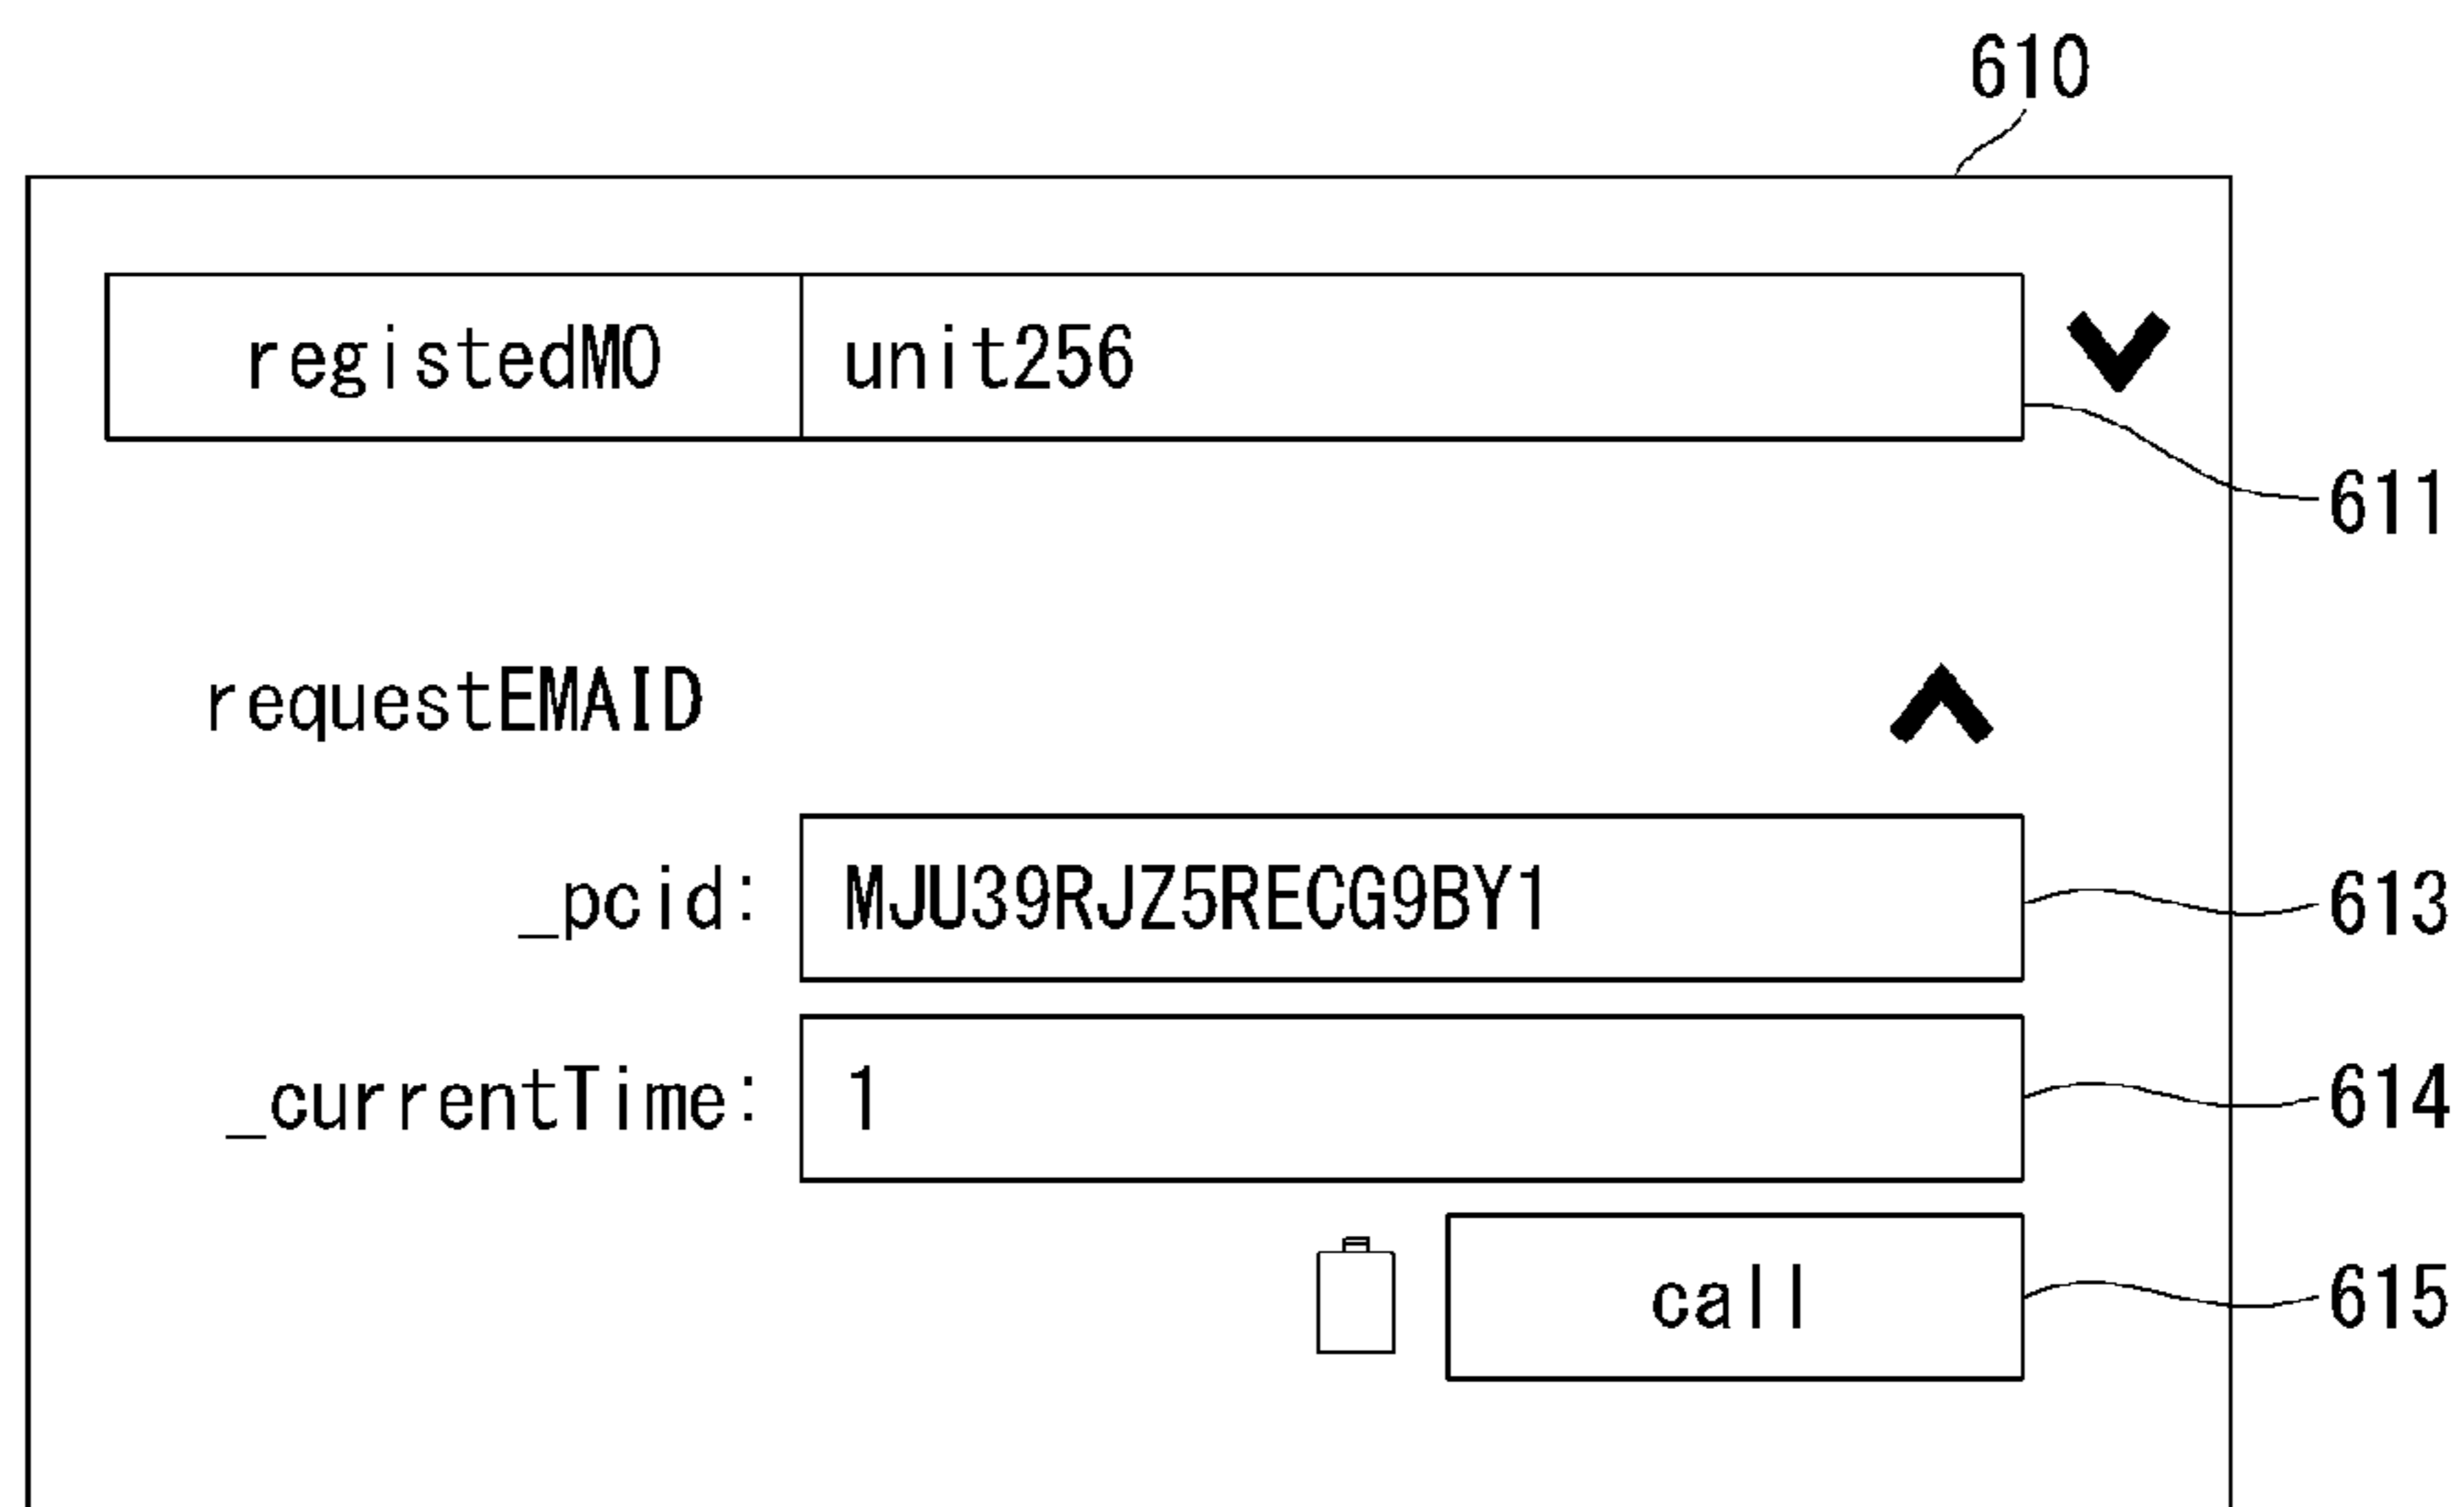 610
registedMO unit256
611
requestEMAID
_pcid: MJU39RJZ5RECG9BY1 613
_currentTime: 1 614
call 615